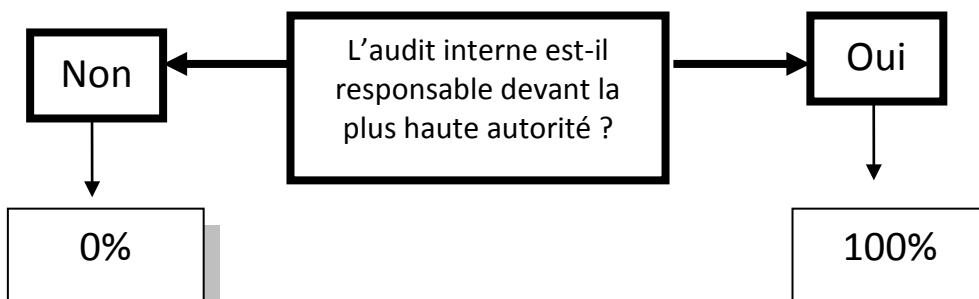 Non
L’audit interne est-il
responsable devant la
plus haute autorité ?
Oui
0%
100%